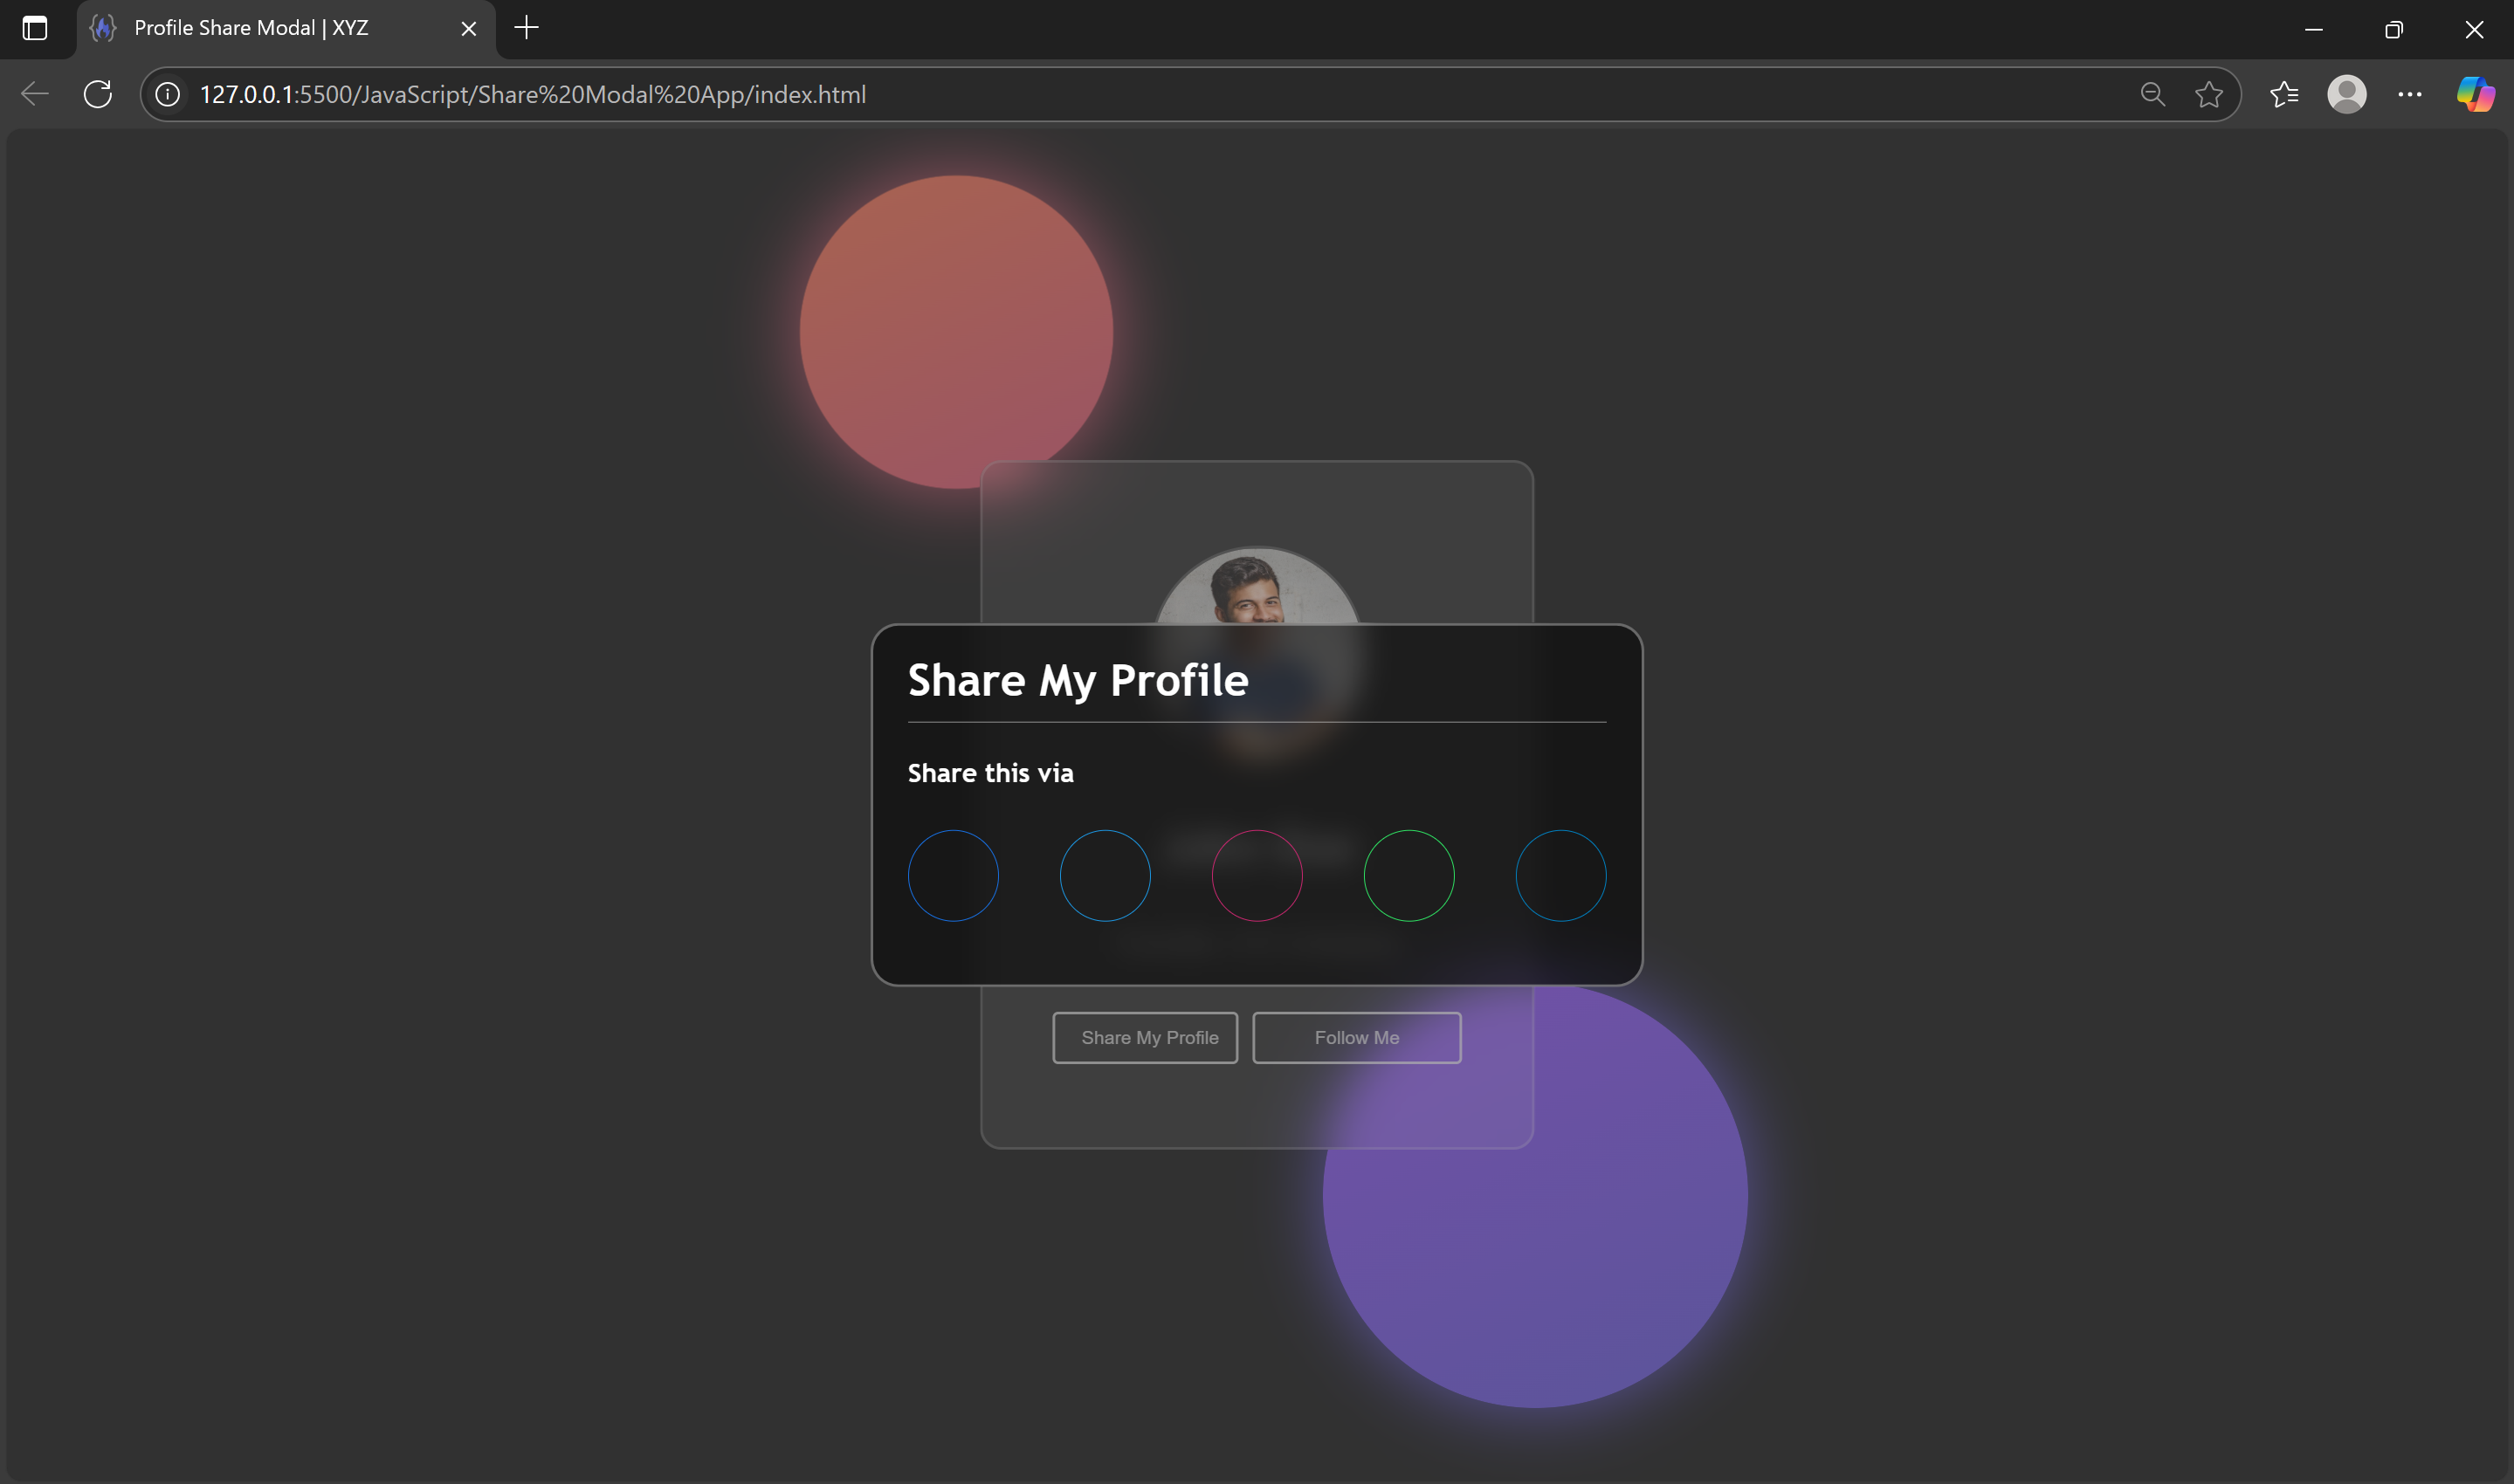 Profile Share Modal | XYZ
127.0.0.1:5500/JavaScript/Share%20Modal%20App/index.html
Share My Profile
Share this via
Share My Profile
Follow Me